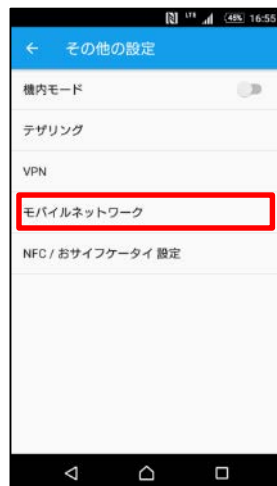 LTE 48% 16:55
← その他の設定
機内モード
テザリング
VPN
モバイルネットワーク
NFC / おサイフケータイ 設定